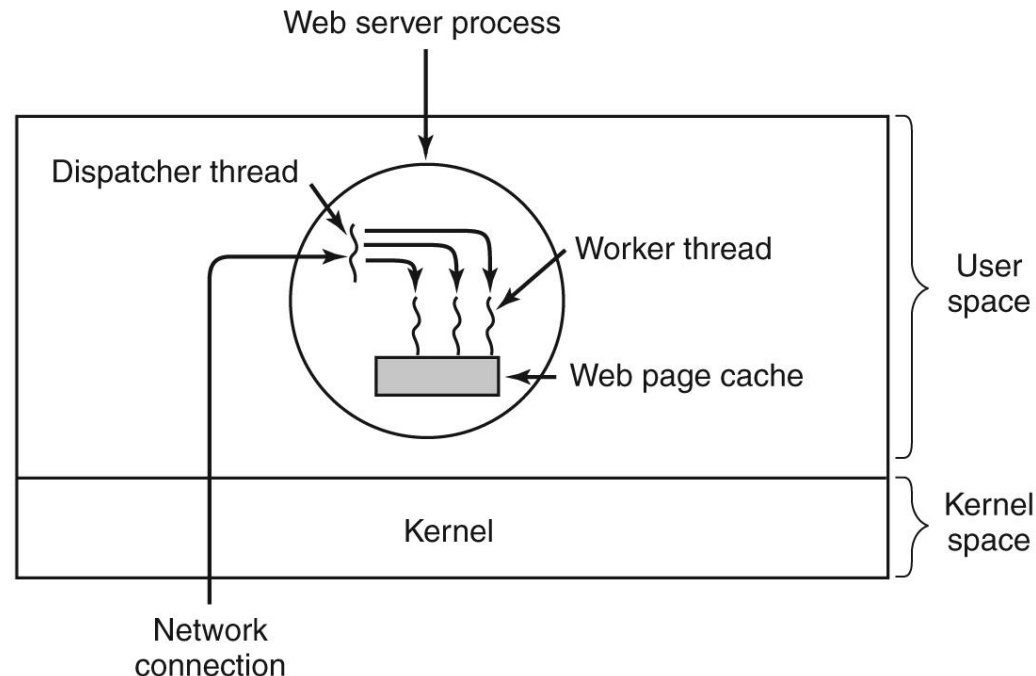 Web server process
Dispatcher thread
Worker thread
User
space
Web page cache
Kernel
Kernel
space
Network
connection